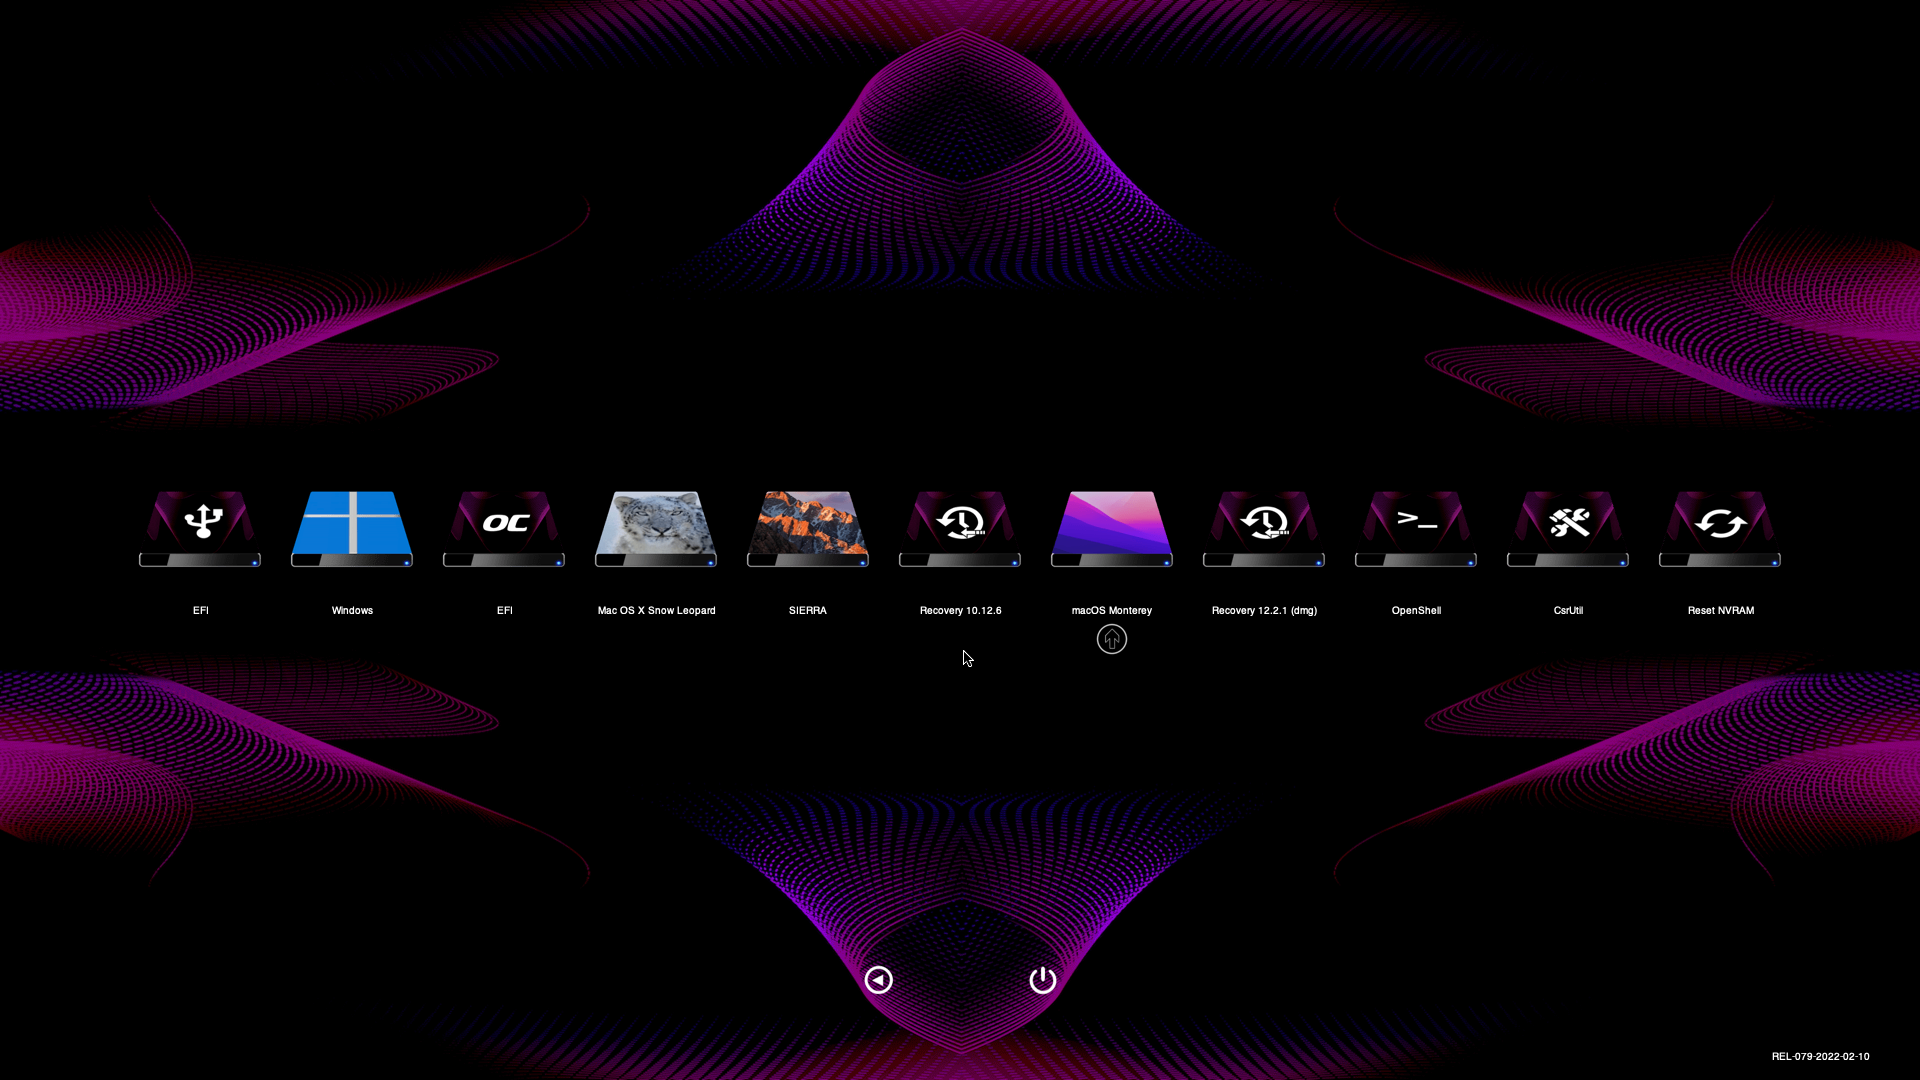 OC
>_
EFI
Windows
EFI
Mac OS X Snow Leopard
SIERRA
Recovery 10.12.6
macOS Monterey
Recovery 12.2.1 (dmg)
OpenShell
CsrUtil
Reset NVRAM
REL-079-2022-02-10